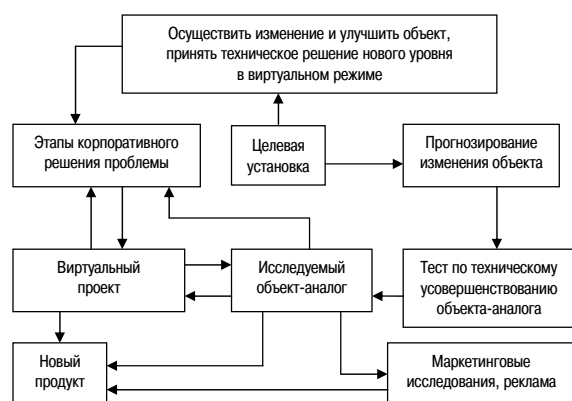 Осуществить изменение и улучшить объект,
принять техническое решение нового уровня
в виртуальном режиме
Этапы корпоративного
решения проблемы
Целевая
установка
Прогнозирование
изменения объекта
Виртуальный
проект
Исследуемый
объект-аналог
Тест по техническому
усовершенствованию
объекта-аналога
Новый
продукт
Маркетинговые
исследования, реклама